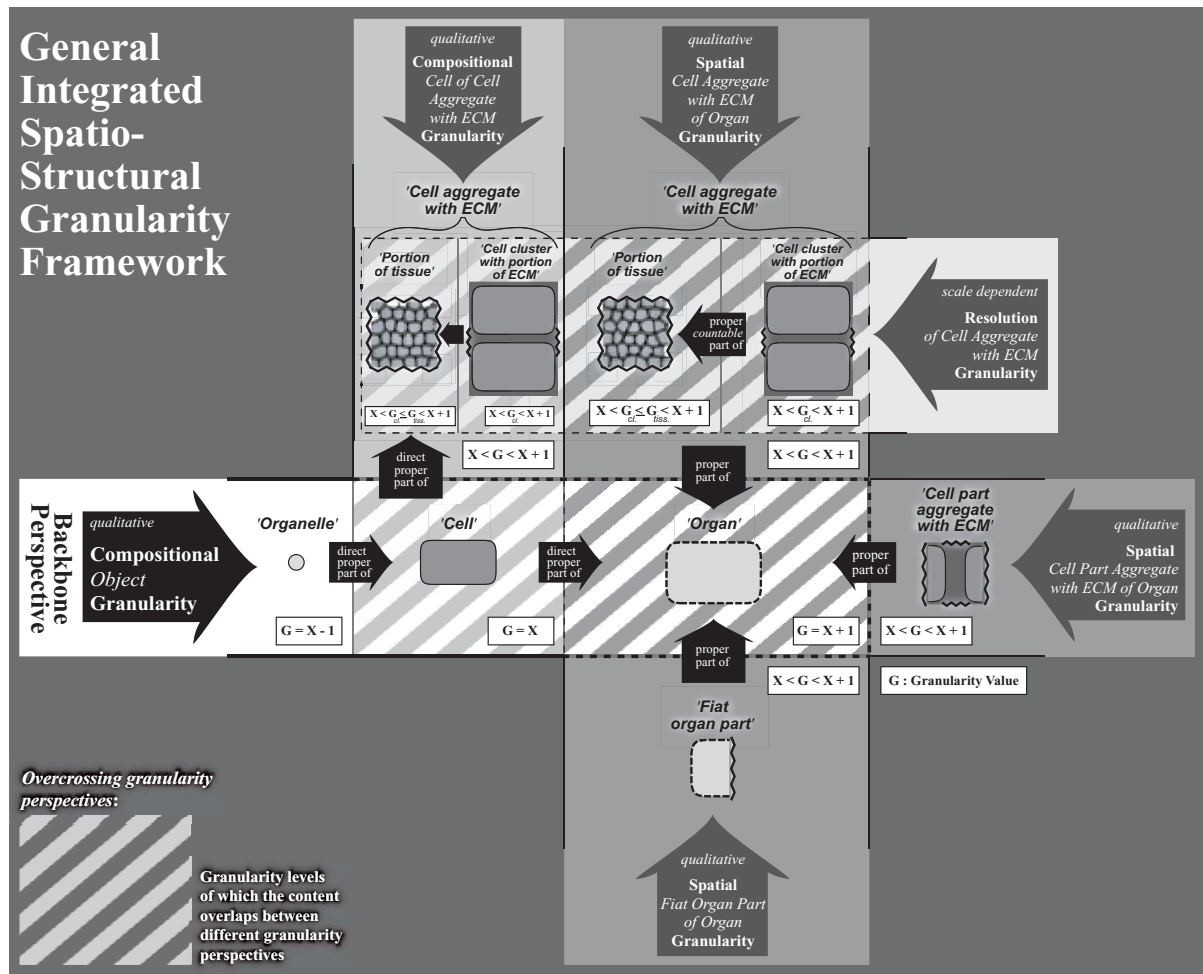 General
Integrated
Spatio-
Structural
Granularity
Framework
qualitative
Compositional
Cell of Cell
Aggregate
with ECM
Granularity
qualitative
Spatial
Cell Aggregate
with ECM
of Organ
Granularity
'Cell aggregate
with ECM'
'Cell aggregate
with ECM'
'Portion
of tissue'
'Cell cluster
with portion
of ECM'
'Portion
of tissue'
'Cell cluster
with portion
of ECM'
proper
countable
part of
scale dependent
Resolution
of Cell Aggregate
with ECM
Granularity
X < G cl. ≤ G tiss. < X + 1
X < G cl. < X + 1
X < G cl. ≤ G tiss. < X + 1
X < G cl. < X + 1
direct
proper
part of
X < G < X + 1
proper
part of
X < G < X + 1
Backbone
Perspective
qualitative
Compositional
Object
Granularity
'Organelle'
direct
proper
part of
'Cell'
direct
proper
part of
'Organ'
proper
part of
'Cell part
aggregate
with ECM'
qualitative
Spatial
Cell Part Aggregate
with ECM of Organ
Granularity
G = X - 1
G = X
proper
part of
G = X + 1
X < G < X + 1
X < G < X + 1
G : Granularity Value
'Fiat
organ part'
qualitative
Spatial
Fiat Organ Part
of Organ
Granularity
Overcrossing granularity
perspectives:
Granularity levels
of which the content
overlaps between
different granularity
perspectives